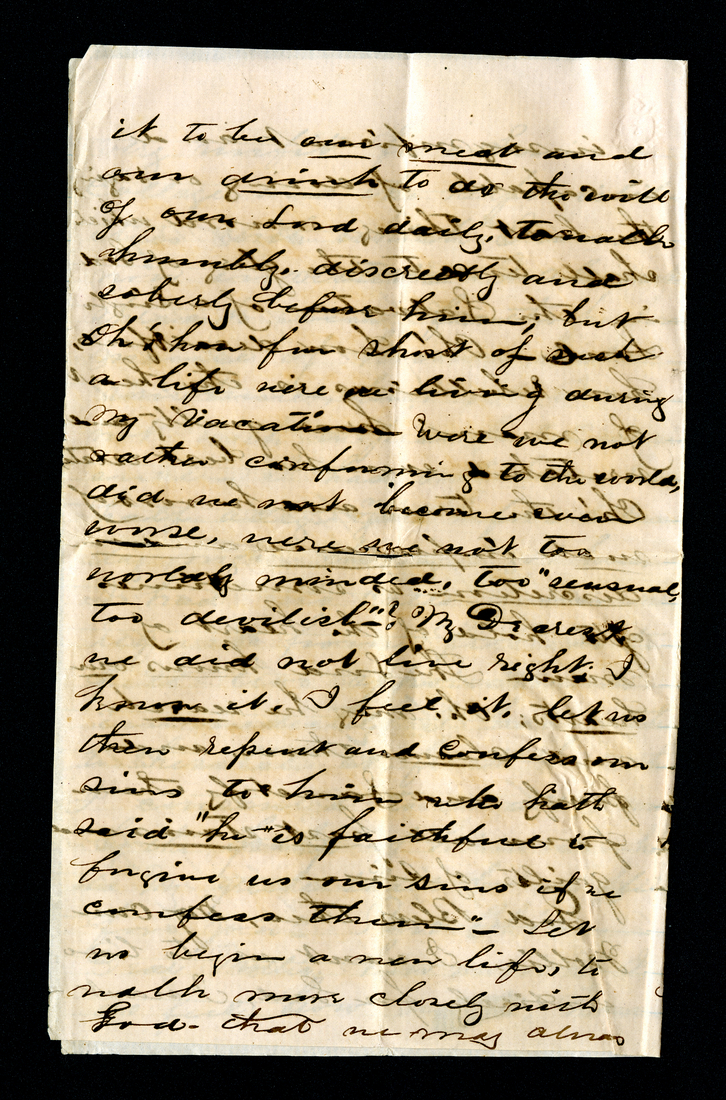 it to be our meat and
our drink to do the will
of our Lord daily, to walk
humbly, discreetly and
soberly before him, but
Oh! how far short of such
a life were we living during
my vacation Were we not
rather conforming to the world,
did we not become even
worse, were we not too
worldly minded, too "sensual,
too devilish"? My Dearest
we did not live right. I
know it, I feel it, let us
then repent and confess our
sins to him who hath
said "he is faithful to
forgive us our sins if we
confess them" – Let
us begin a new life, to
walk more closely with
God – that we may always